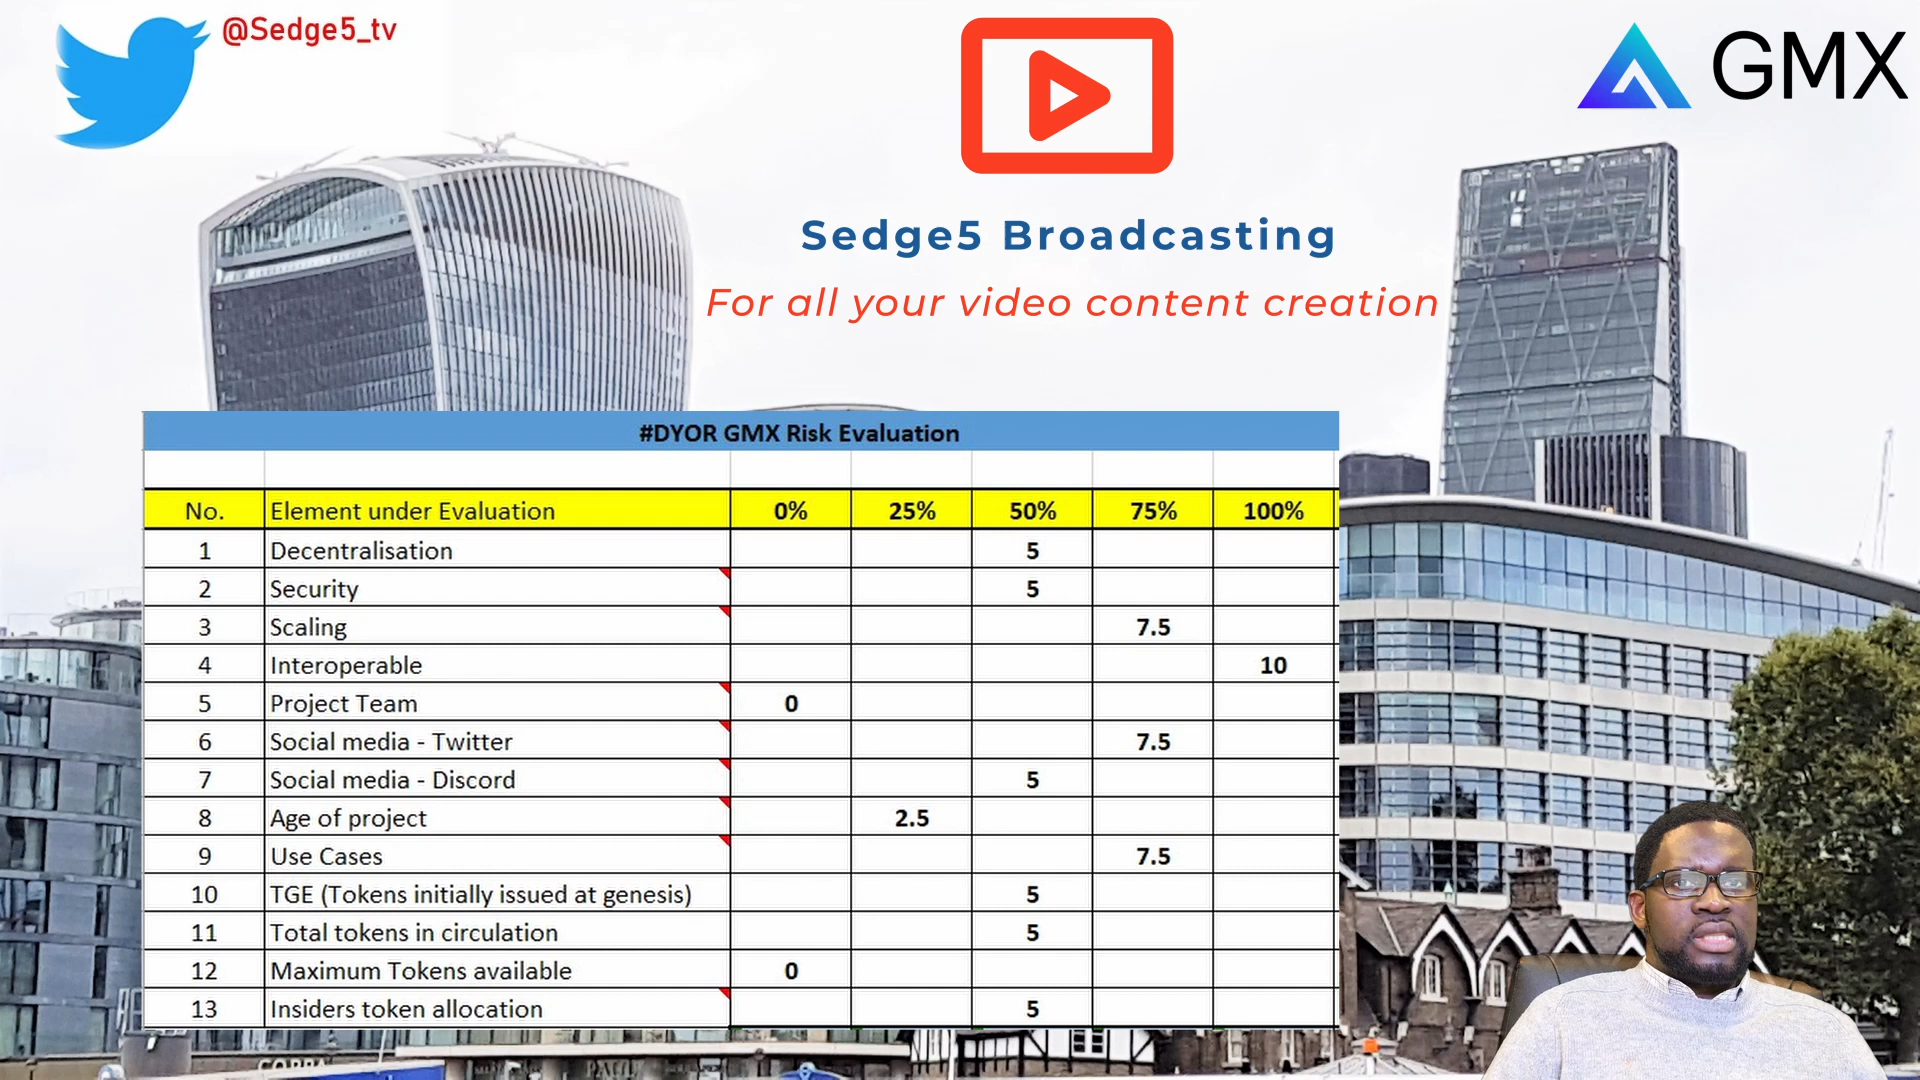 @Sedge5_tv
GMX
Sedge5 Broadcasting
For all your video content creation
#DYOR GMX Risk Evaluation
No. Element under Evaluation 0% 25% 50% 75% 100%
1 Decentralisation 5
2 Security 5
3 Scaling 7.5
4 Interoperable 10
5 Project Team 0
6 Social media - Twitter 7.5
7 Social media - Discord 5
8 Age of project 2.5
9 Use Cases 7.5
10 TGE (Tokens initially issued at genesis) 5
11 Total tokens in circulation 5
12 Maximum Tokens available 0
13 Insiders token allocation 5